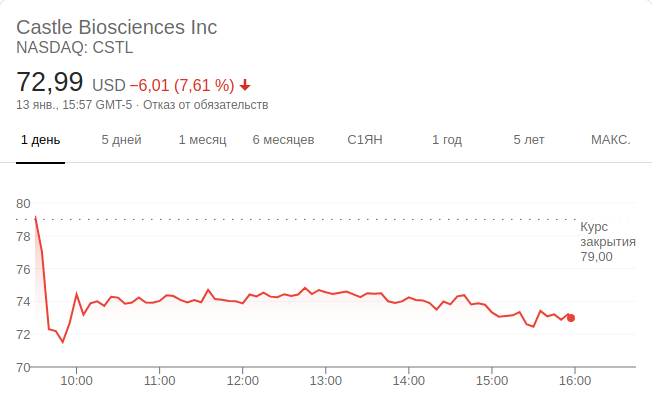 Castle Biosciences Inc
NASDAQ: CSTL
72,99 USD −6,01 (7,61 %)
13 янв., 15:57 GMT-5 · Отказ от обязательств
1 день 5 дней 1 месяц 6 месяцев С1ЯН 1 год 5 лет МАКС.
80
Курс
78
закрытия
79,00
76
74
72
70
10:00 11:00 12:00 13:00 14:00 15:00 16:00